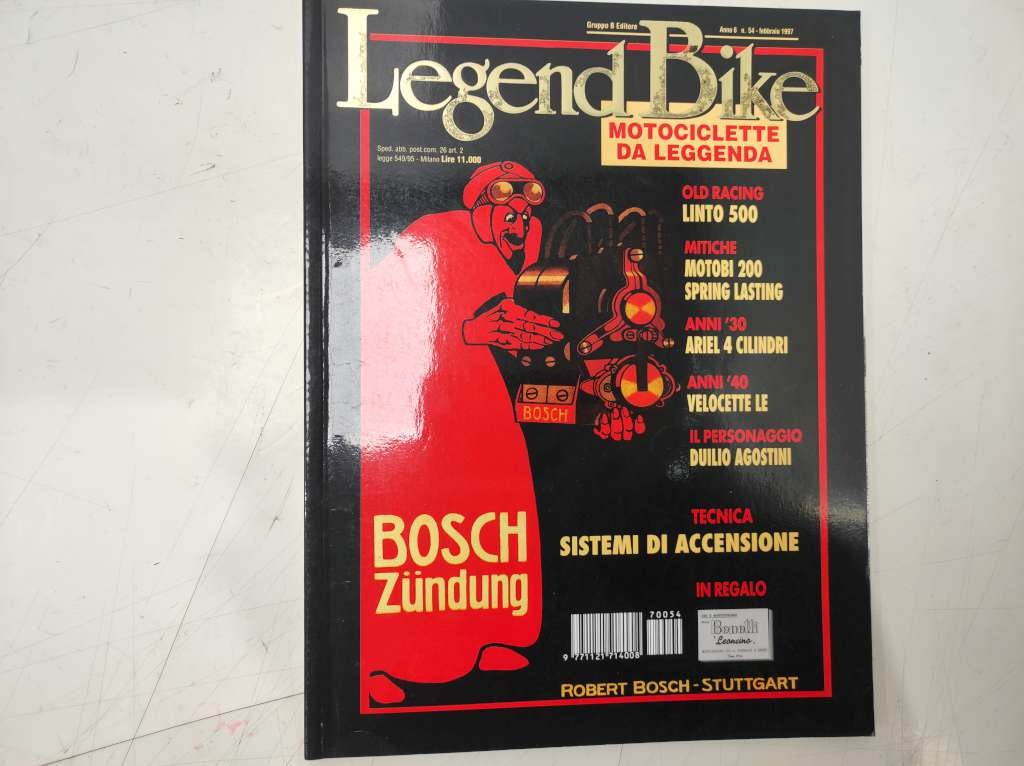 Gruppo B Editore
Anno 6 n. 54 - febbraio 1997
Legend Bike
MOTOCICLETTE
DA LEGGENDA
Sped. abb. post com. 26 art. 2
legge 549/95 - Milano Lire 11.000
OLD RACING
LINTO 500
MITICHE
MOTOBI 200
SPRING LASTING
ANNI '30
ARIEL 4 CILINDRI
ANNI '40
VELOCETTE LE
IL PERSONAGGIO
DUILIO AGOSTINI
BOSCH
TECNICA
SISTEMI DI ACCENSIONE
BOSCH
Zündung
IN REGALO
70054
9 771121 714008
Benelli
"Leoncino"
ROBERT BOSCH - STUTTGART